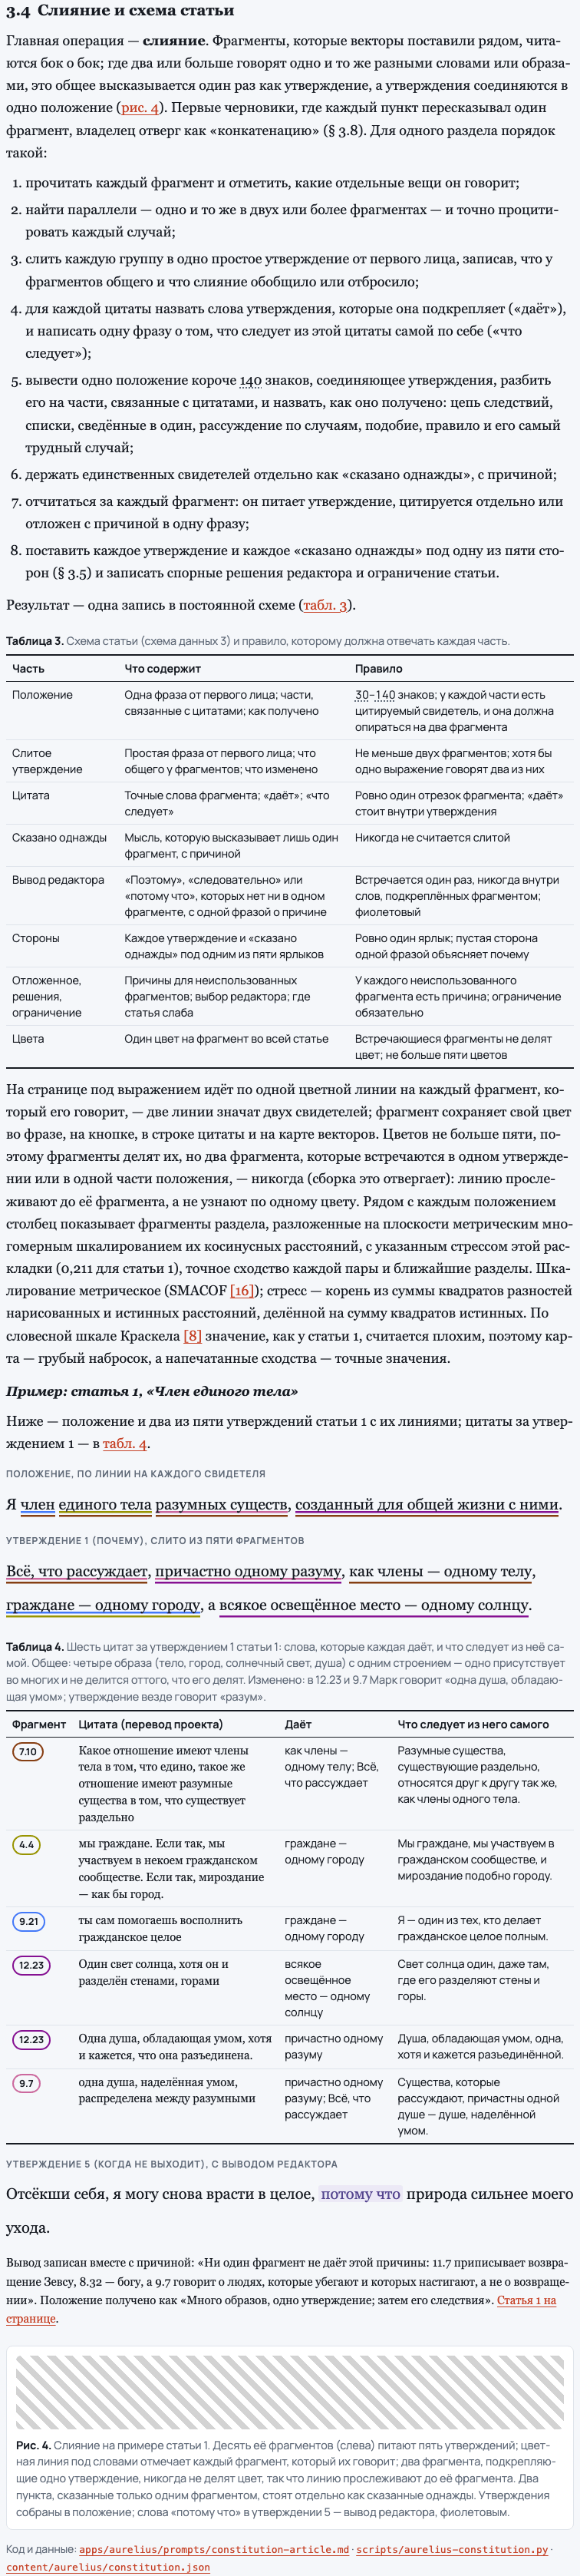 3.4 Слияние и схема статьи
Главная операция — слияние. Фрагменты, которые векторы поставили рядом, чита-
ются бок о бок; где два или больше говорят одно и то же разными словами или образа-
ми, это общее высказывается один раз как утверждение, а утверждения соединяются в
одно положение (рис. 4). Первые черновики, где каждый пункт пересказывал один
фрагмент, владелец отверг как «конкатенацию» (§ 3.8). Для одного раздела порядок
такой:
1. прочитать каждый фрагмент и отметить, какие отдельные вещи он говорит;
2. найти параллели — одно и то же в двух или более фрагментах — и точно процити-
ровать каждый случай;
3. слить каждую группу в одно простое утверждение от первого лица, записав, что у
фрагментов общего и что слияние обобщило или отбросило;
4. для каждой цитаты назвать слова утверждения, которые она подкрепляет («даёт»),
и написать одну фразу о том, что следует из этой цитаты самой по себе («что
следует»);
5. вывести одно положение короче 140 знаков, соединяющее утверждения, разбить
его на части, связанные с цитатами, и назвать, как оно получено: цепь следствий,
списки, сведённые в один, рассуждение по случаям, подобие, правило и его самый
трудный случай;
6. держать единственных свидетелей отдельно как «сказано однажды», с причиной;
7. отчитаться за каждый фрагмент: он питает утверждение, цитируется отдельно или
отложен с причиной в одну фразу;
8. поставить каждое утверждение и каждое «сказано однажды» под одну из пяти сто-
рон (§ 3.5) и записать спорные решения редактора и ограничение статьи.
Результат — одна запись в постоянной схеме (табл. 3).
Таблица 3. Схема статьи (схема данных 3) и правило, которому должна отвечать каждая часть.
Часть Что содержит Правило
Положение Одна фраза от первого лица; части, 30–140 знаков; у каждой части есть
связанные с цитатами; как получено цитируемый свидетель, и она должна
опираться на два фрагмента
Слитое Простая фраза от первого лица; что Не меньше двух фрагментов; хотя бы
утверждение общего у фрагментов; что изменено одно выражение говорят два из них
Цитата Точные слова фрагмента; «даёт»; «что Ровно один отрезок фрагмента; «даёт»
следует» стоит внутри утверждения
Сказано однажды Мысль, которую высказывает лишь один Никогда не считается слитой
фрагмент, с причиной
Вывод редактора «Поэтому», «следовательно» или Встречается один раз, никогда внутри
«потому что», которых нет ни в одном слов, подкреплённых фрагментом;
фрагменте, с одной фразой о причине фиолетовый
Стороны Каждое утверждение и «сказано Ровно один ярлык; пустая сторона
однажды» под одним из пяти ярлыков одной фразой объясняет почему
Отложенное, Причины для неиспользованных У каждого неиспользованного
решения, фрагментов; выбор редактора; где фрагмента есть причина; ограничение
ограничение статья слаба обязательно
Цвета Один цвет на фрагмент во всей статье Встречающиеся фрагменты не делят
цвет; не больше пяти цветов
На странице под выражением идёт по одной цветной линии на каждый фрагмент, ко-
торый его говорит, — две линии значат двух свидетелей; фрагмент сохраняет свой цвет
во фразе, на кнопке, в строке цитаты и на карте векторов. Цветов не больше пяти, по-
этому фрагменты делят их, но два фрагмента, которые встречаются в одном утвержде-
нии или в одной части положения, — никогда (сборка это отвергает): линию просле-
живают до её фрагмента, а не узнают по одному цвету. Рядом с каждым положением
столбец показывает фрагменты раздела, разложенные на плоскости метрическим мно-
гомерным шкалированием их косинусных расстояний, с указанным стрессом этой рас-
кладки (0,211 для статьи 1), точное сходство каждой пары и ближайшие разделы. Шка-
лирование метрическое (SMACOF [16]); стресс — корень из суммы квадратов разностей
нарисованных и истинных расстояний, делённой на сумму квадратов истинных. По
словесной шкале Краскела [8] значение, как у статьи 1, считается плохим, поэтому кар-
та — грубый набросок, а напечатанные сходства — точные значения.
Пример: статья 1, «Член единого тела»
Ниже — положение и два из пяти утверждений статьи 1 с их линиями; цитаты за утвер-
ждением 1 — в табл. 4.
ПОЛОЖЕНИЕ, ПО ЛИНИИ НА КАЖДОГО СВИДЕТЕЛЯ
Я член единого тела разумных существ, созданный для общей жизни с ними.
УТВЕРЖДЕНИЕ 1 (ПОЧЕМУ), СЛИТО ИЗ ПЯТИ ФРАГМЕНТОВ
Всё, что рассуждает, причастно одному разуму, как члены — одному телу,
граждане — одному городу, а всякое освещённое место — одному солнцу.
Таблица 4. Шесть цитат за утверждением 1 статьи 1: слова, которые каждая даёт, и что следует из неё са-
мой. Общее: четыре образа (тело, город, солнечный свет, душа) с одним строением — одно присутствует
во многих и не делится оттого, что его делят. Изменено: в 12.23 и 9.7 Марк говорит «одна душа, обладаю-
щая умом»; утверждение везде говорит «разум».
Фрагмент Цитата (перевод проекта) Даёт Что следует из него самого
7.10 Какое отношение имеют члены как члены — Разумные существа,
тела в том, что едино, такое же одному телу; Всё, существующие раздельно,
отношение имеют разумные что рассуждает относятся друг к другу так же,
существа в том, что существует как члены одного тела.
раздельно
4.4 мы граждане. Если так, мы граждане — Мы граждане, мы участвуем в
участвуем в некоем гражданском одному городу гражданском сообществе, и
сообществе. Если так, мироздание мироздание подобно городу.
— как бы город.
9.21 ты сам помогаешь восполнить граждане — Я — один из тех, кто делает
гражданское целое одному городу гражданское целое полным.
12.23 Один свет солнца, хотя он и всякое Свет солнца один, даже там,
разделён стенами, горами освещённое где его разделяют стены и
место — одному горы.
солнцу
12.23 Одна душа, обладающая умом, хотя причастно одному Душа, обладающая умом, одна,
и кажется, что она разъединена. разуму хотя и кажется разъединённой.
9.7 одна душа, наделённая умом, причастно одному Существа, которые
распределена между разумными разуму; Всё, что рассуждают, причастны одной
рассуждает душе — душе, наделённой
умом.
УТВЕРЖДЕНИЕ 5 (КОГДА НЕ ВЫХОДИТ), С ВЫВОДОМ РЕДАКТОРА
Отсёкши себя, я могу снова врасти в целое, потому что природа сильнее моего
ухода.
Вывод записан вместе с причиной: «Ни один фрагмент не даёт этой причины: 11.7 приписывает возвра-
щение Зевсу, 8.32 — богу, а 9.7 говорит о людях, которые убегают и которых настигают, а не о возвраще-
нии». Положение получено как «Много образов, одно утверждение; затем его следствия». Статья 1 на
странице.
Рис. 4. Слияние на примере статьи 1. Десять её фрагментов (слева) питают пять утверждений; цвет-
ная линия под словами отмечает каждый фрагмент, который их говорит; два фрагмента, подкрепляю-
щие одно утверждение, никогда не делят цвет, так что линию прослеживают до её фрагмента. Два
пункта, сказанные только одним фрагментом, стоят отдельно как сказанные однажды. Утверждения
собраны в положение; слова «потому что» в утверждении 5 — вывод редактора, фиолетовым.
Код и данные: apps/aurelius/prompts/constitution-article.md · scripts/aurelius-constitution.py ·
content/aurelius/constitution.json